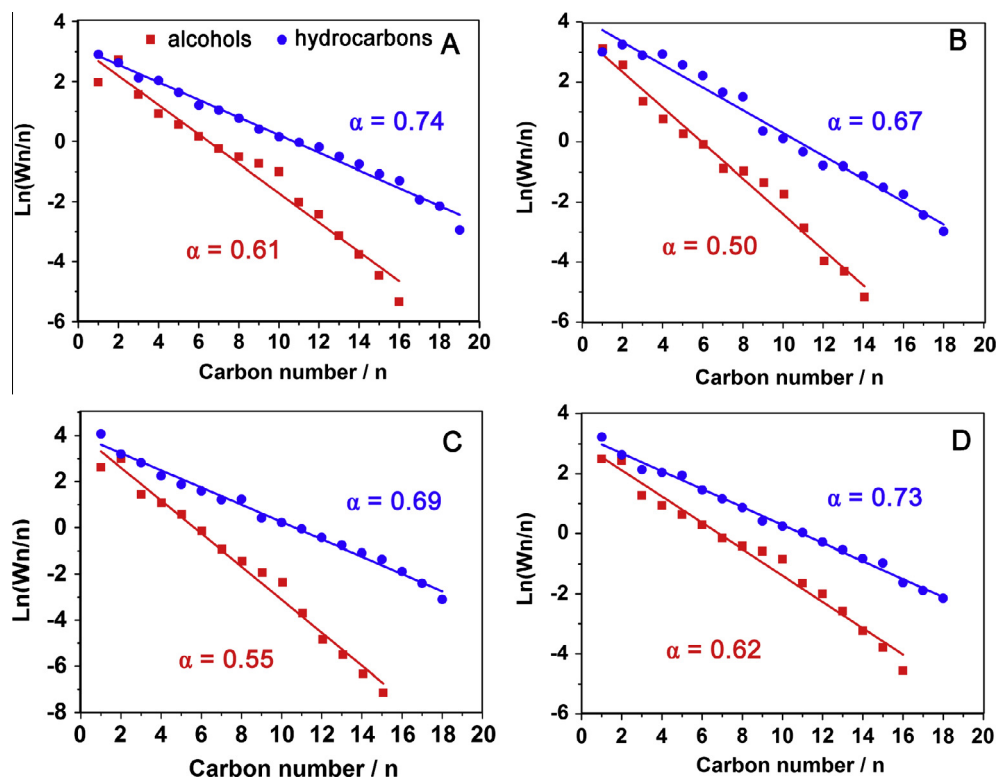 A
alcohols hydrocarbons
Ln(Wn/n)
4
2
0
-2
-4
-6
α = 0.74
α = 0.61
0 2 4 6 8 10 12 14 16 18 20
Carbon number / n
B
Ln(Wn/n)
4
2
0
-2
-4
-6
α = 0.67
α = 0.50
0 2 4 6 8 10 12 14 16 18 20
Carbon number / n
C
Ln(Wn/n)
4
2
0
-2
-4
-6
-8
α = 0.69
α = 0.55
0 2 4 6 8 10 12 14 16 18 20
Carbon number / n
D
Ln(Wn/n)
4
2
0
-2
-4
-6
α = 0.73
α = 0.62
0 2 4 6 8 10 12 14 16 18 20
Carbon number / n